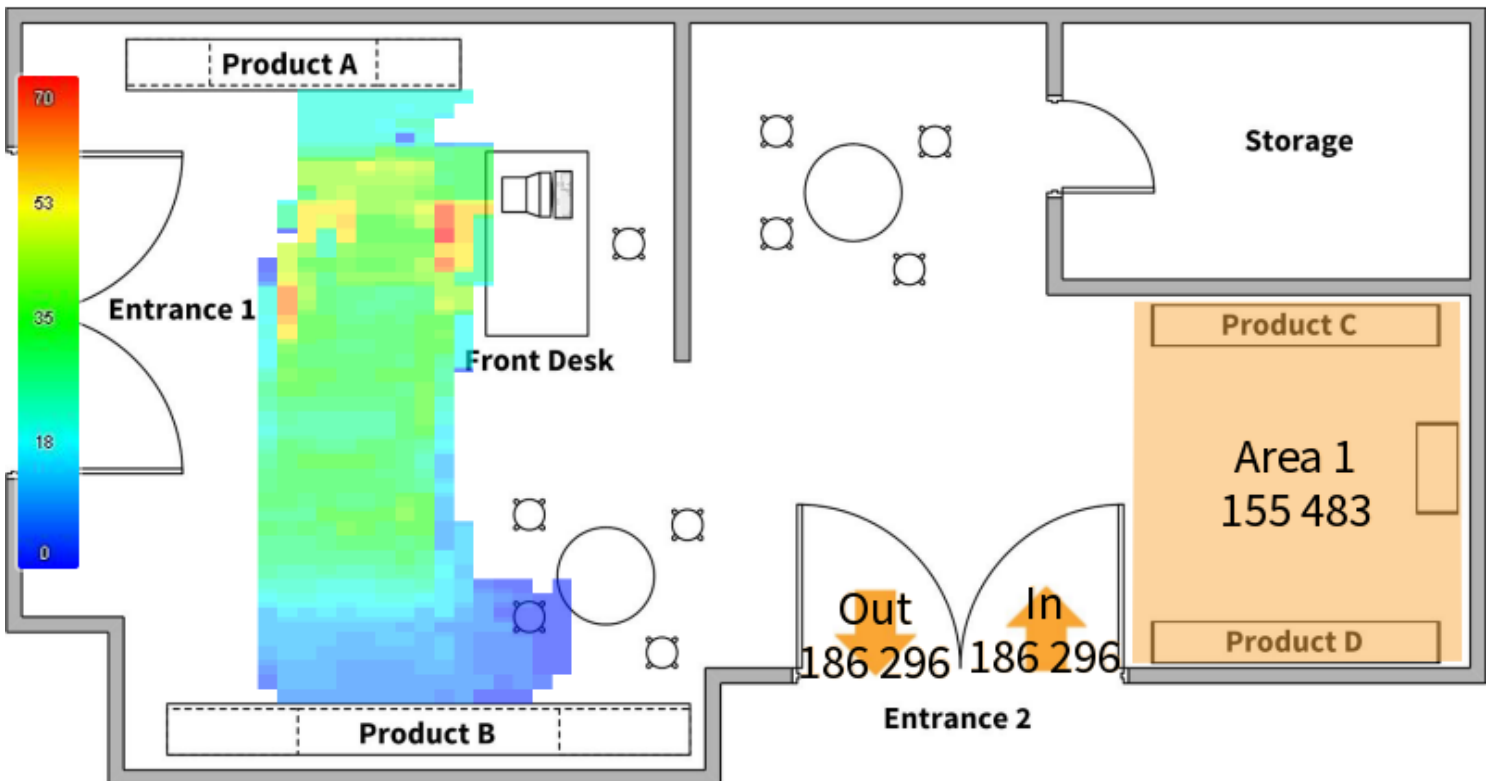 Product A
70
53
35
18
0
Entrance 1
Front Desk
Storage
Product C
Area 1
155 483
Product D
Out
186 296
In
186 296
Entrance 2
Product B